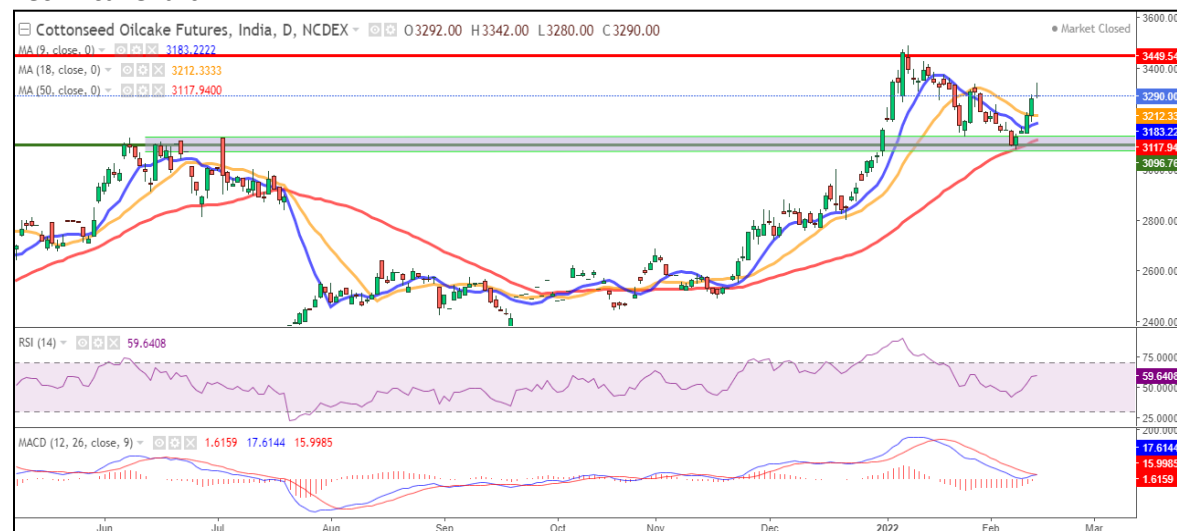 Cottonseed Oilcake Futures, India, D, NCDEX O3292.00 H3342.00 L3280.00 C3290.00
Market Closed
MA (9, close, 0) 3183.2222
MA (18, close, 0) 3212.3333
MA (50, close, 0) 3117.9400
3600.00
3449.54
3400.00
3290.00
3212.33
3183.22
3117.94
3096.76
2800.00
2600.00
2400.00
RSI (14) 59.6408
75.0000
59.6408
50.0000
25.0000
MACD (12, 26, close, 9) 1.6159 17.6144 15.9985
200.00
17.6144
15.9985
1.6159
Jun Jul Aug Sep Oct Nov Dec 2022 Feb Mar